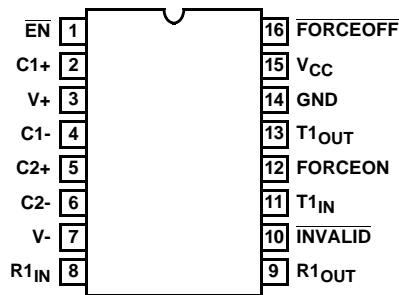 EN 1 16 FORCEOFF
C1+ 2 15 VCC
V+ 3 14 GND
C1- 4 13 T1OUT
C2+ 5 12 FORCEON
C2- 6 11 T1IN
V- 7 10 INVALID
R1IN 8 9 R1OUT